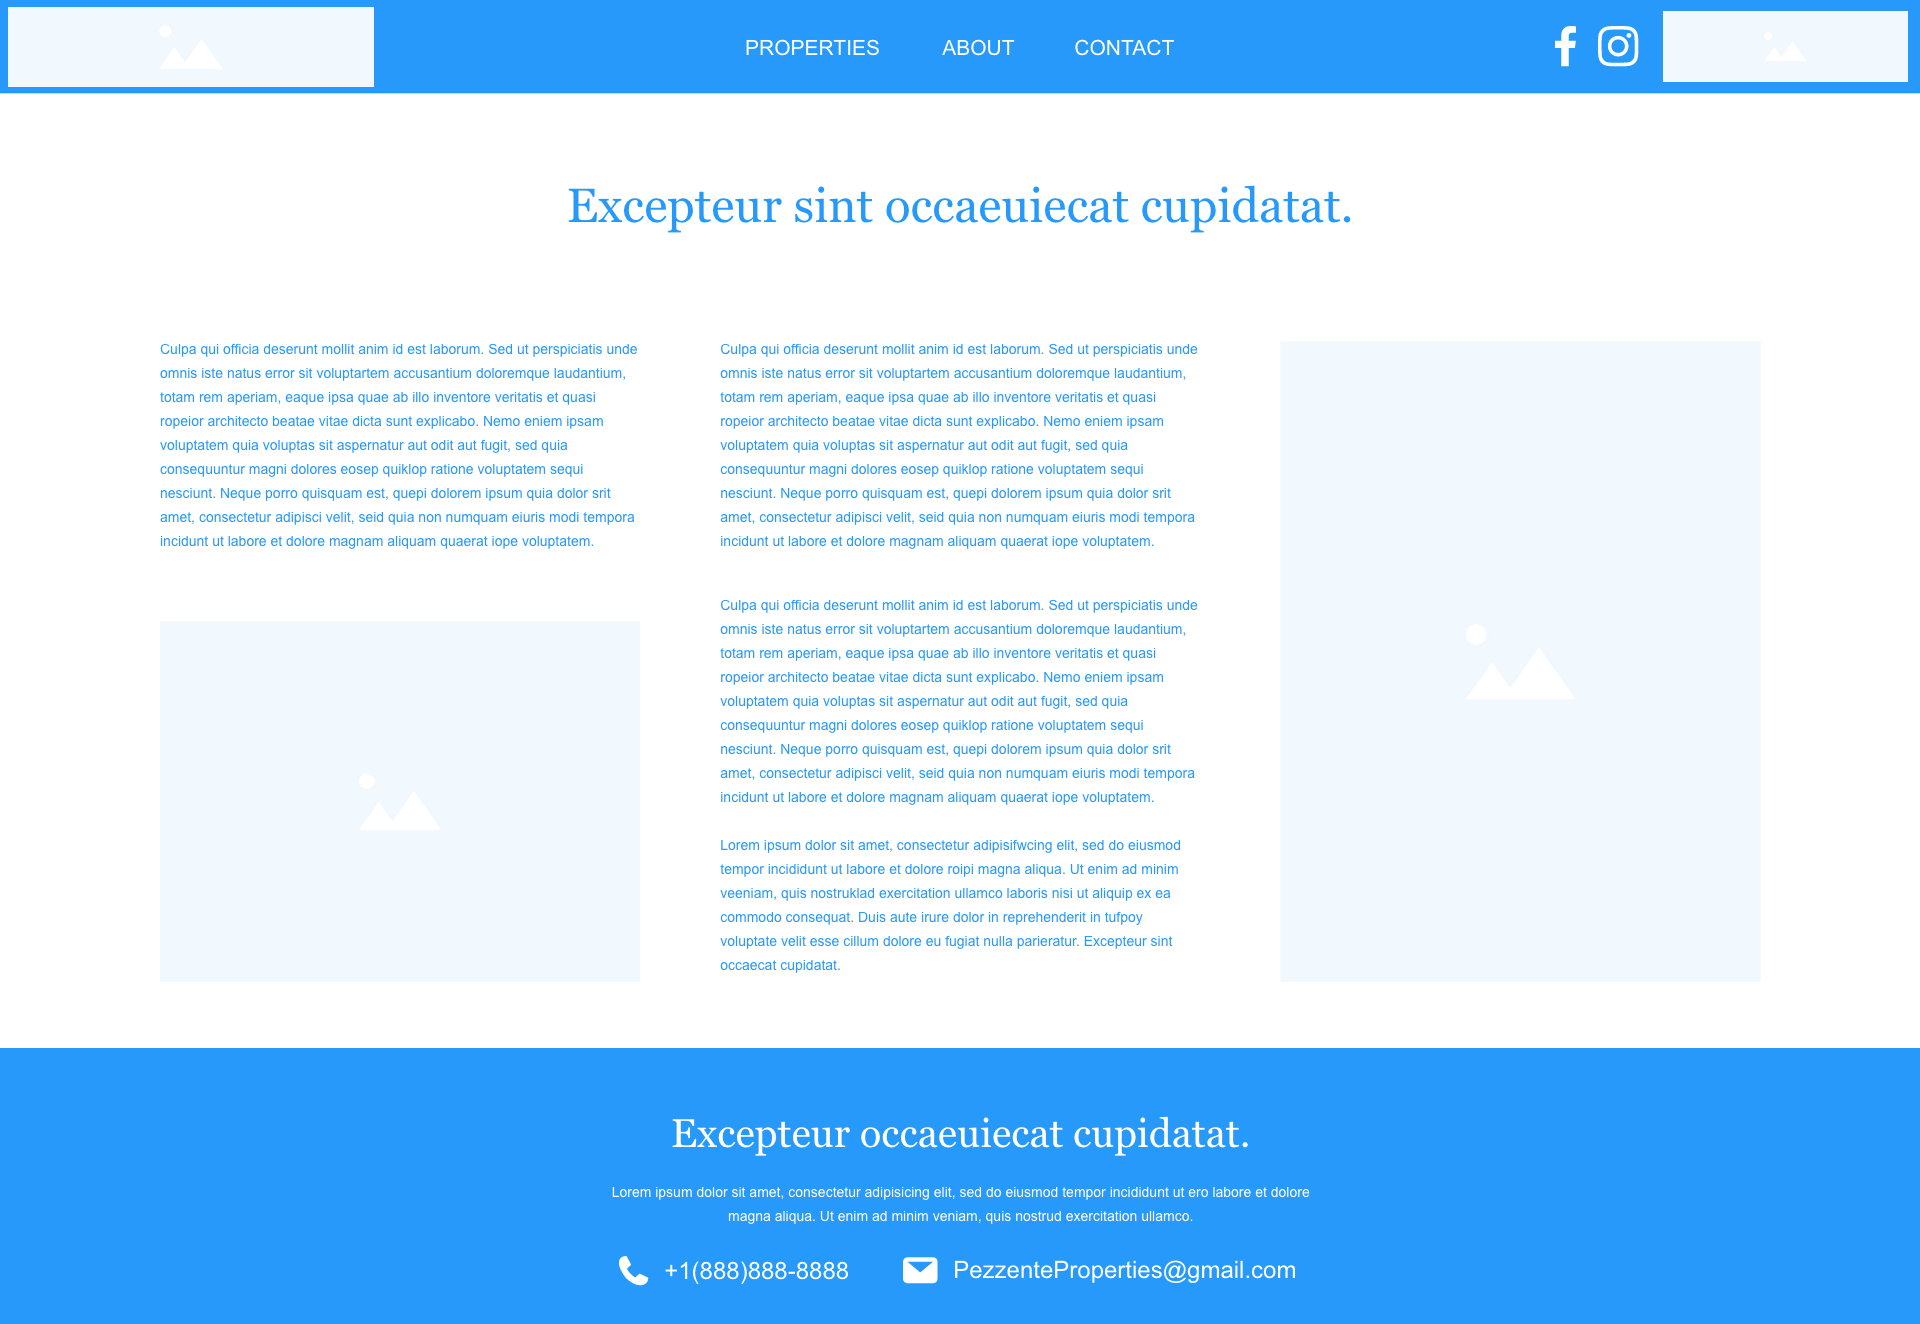 PROPERTIES
ABOUT
CONTACT
Excepteur sint occaeuiecat cupidatat.
Culpa qui officia deserunt mollit anim id est laborum. Sed ut perspiciatis unde
omnis iste natus error sit voluptartem accusantium doloremque laudantium,
totam rem aperiam, eaque ipsa quae ab illo inventore veritatis et quasi
ropeior architecto beatae vitae dicta sunt explicabo. Nemo eniem ipsam
voluptatem quia voluptas sit aspernatur aut odit aut fugit, sed quia
consequuntur magni dolores eosep quiklop ratione voluptatem sequi
nesciunt. Neque porro quisquam est, quepi dolorem ipsum quia dolor srit
amet, consectetur adipisci velit, seid quia non numquam eiuris modi tempora
incidunt ut labore et dolore magnam aliquam quaerat iope voluptatem.
Culpa qui officia deserunt mollit anim id est laborum. Sed ut perspiciatis unde
omnis iste natus error sit voluptartem accusantium doloremque laudantium,
totam rem aperiam, eaque ipsa quae ab illo inventore veritatis et quasi
ropeior architecto beatae vitae dicta sunt explicabo. Nemo eniem ipsam
voluptatem quia voluptas sit aspernatur aut odit aut fugit, sed quia
consequuntur magni dolores eosep quiklop ratione voluptatem sequi
nesciunt. Neque porro quisquam est, quepi dolorem ipsum quia dolor srit
amet, consectetur adipisci velit, seid quia non numquam eiuris modi tempora
incidunt ut labore et dolore magnam aliquam quaerat iope voluptatem.
Culpa qui officia deserunt mollit anim id est laborum. Sed ut perspiciatis unde
omnis iste natus error sit voluptartem accusantium doloremque laudantium,
totam rem aperiam, eaque ipsa quae ab illo inventore veritatis et quasi
ropeior architecto beatae vitae dicta sunt explicabo. Nemo eniem ipsam
voluptatem quia voluptas sit aspernatur aut odit aut fugit, sed quia
consequuntur magni dolores eosep quiklop ratione voluptatem sequi
nesciunt. Neque porro quisquam est, quepi dolorem ipsum quia dolor srit
amet, consectetur adipisci velit, seid quia non numquam eiuris modi tempora
incidunt ut labore et dolore magnam aliquam quaerat iope voluptatem.
Lorem ipsum dolor sit amet, consectetur adipisifwcing elit, sed do eiusmod
tempor incididunt ut labore et dolore roipi magna aliqua. Ut enim ad minim
veeniam, quis nostruklad exercitation ullamco laboris nisi ut aliquip ex ea
commodo consequat. Duis aute irure dolor in reprehenderit in tufpoy
voluptate velit esse cillum dolore eu fugiat nulla parieratur. Excepteur sint
occaecat cupidatat.
Excepteur occaeuiecat cupidatat.
Lorem ipsum dolor sit amet, consectetur adipisicing elit, sed do eiusmod tempor incididunt ut ero labore et dolore
magna aliqua. Ut enim ad minim veniam, quis nostrud exercitation ullamco.
+1(888)888-8888
PezzenteProperties@gmail.com